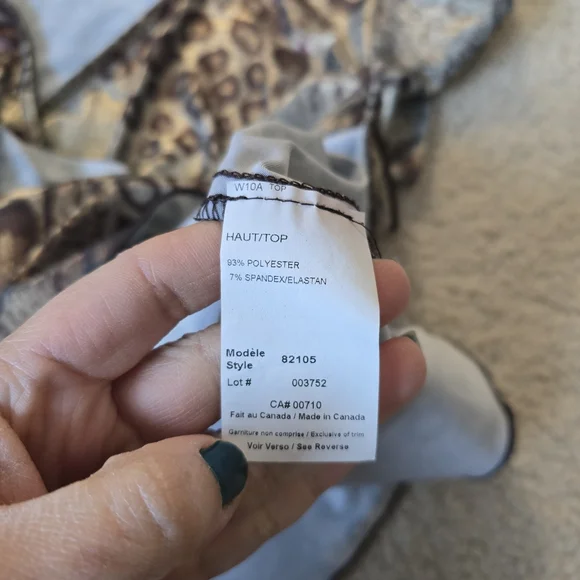 W10A TOP
HAUT/TOP
93% POLYESTER
7% SPANDEX/ELASTAN
Modèle
Style 82105
Lot # 003752
CA# 00710
Fait au Canada / Made in Canada
Garniture non comprise / Exclusive of trim
Voir Verso / See Reverse